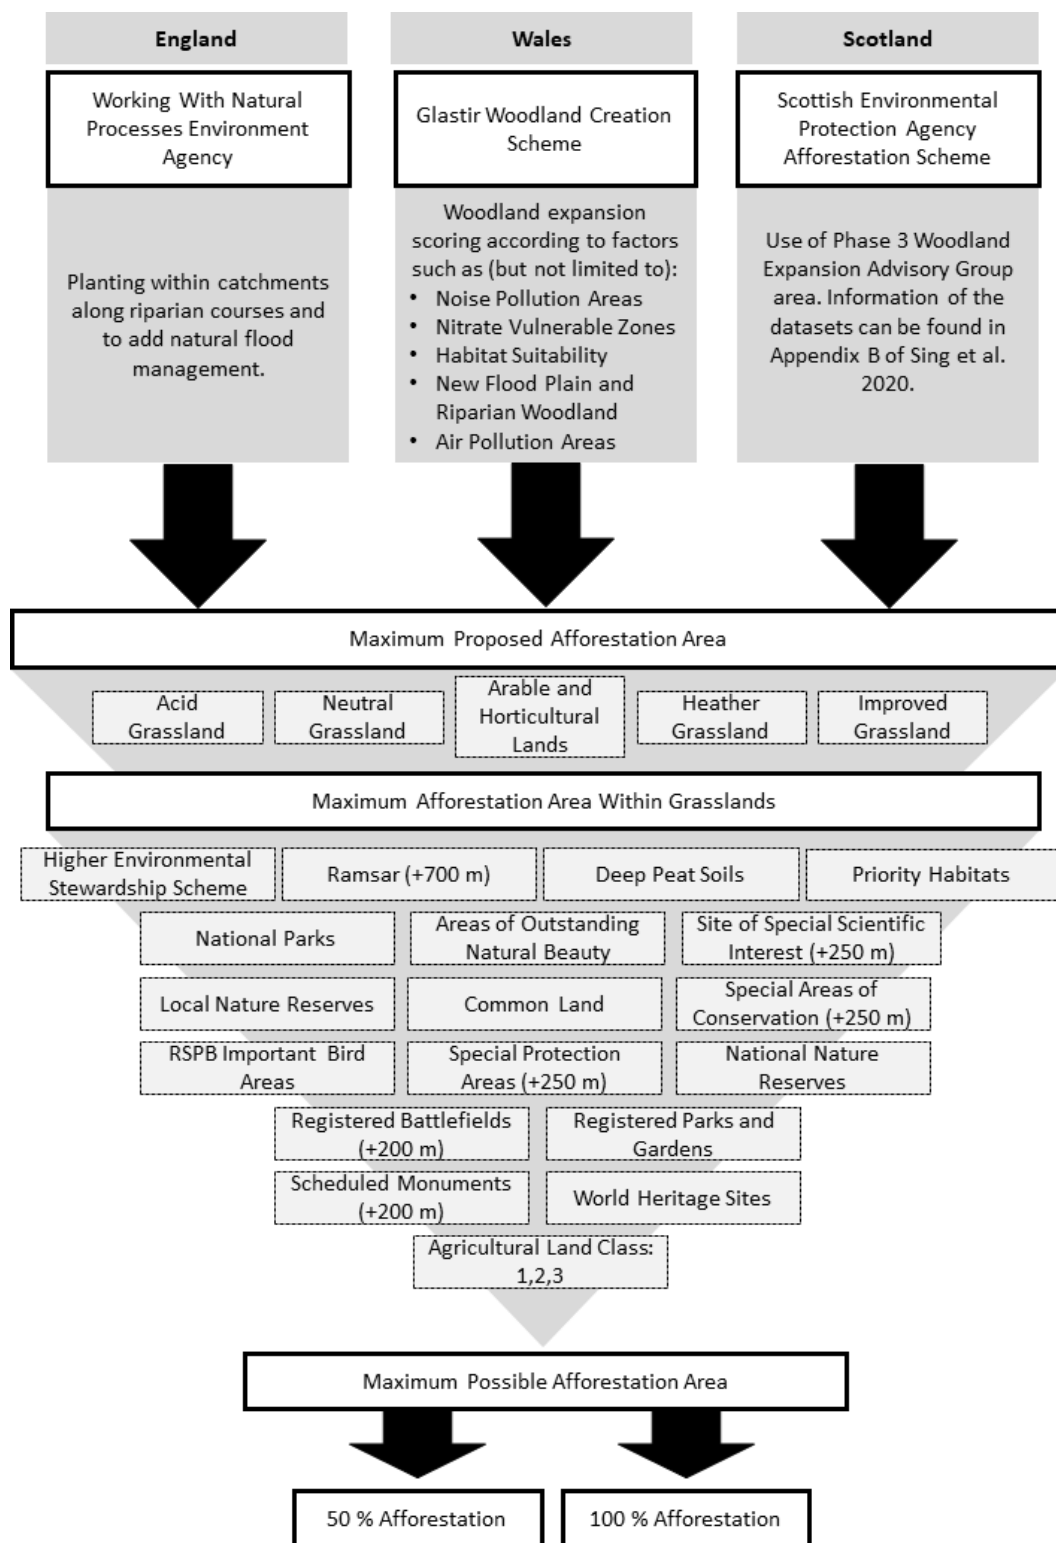 England
Wales
Scotland
Working With Natural
Processes Environment
Agency
Glastir Woodland Creation
Scheme
Scottish Environmental
Protection Agency
Afforestation Scheme
Planting within catchments
along riparian courses and
to add natural flood
management.
Woodland expansion
scoring according to factors
such as (but not limited to):
• Noise Pollution Areas
• Nitrate Vulnerable Zones
• Habitat Suitability
• New Flood Plain and
Riparian Woodland
• Air Pollution Areas
Use of Phase 3 Woodland
Expansion Advisory Group
area. Information of the
datasets can be found in
Appendix B of Sing et al.
2020.
Maximum Proposed Afforestation Area
Acid
Grassland
Neutral
Grassland
Arable and
Horticultural
Lands
Heather
Grassland
Improved
Grassland
Maximum Afforestation Area Within Grasslands
Higher Environmental
Stewardship Scheme
Ramsar (+700 m)
Deep Peat Soils
Priority Habitats
National Parks
Areas of Outstanding
Natural Beauty
Site of Special Scientific
Interest (+250 m)
Local Nature Reserves
Common Land
Special Areas of
Conservation (+250 m)
RSPB Important Bird
Areas
Special Protection
Areas (+250 m)
National Nature
Reserves
Registered Battlefields
(+200 m)
Registered Parks and
Gardens
Scheduled Monuments
(+200 m)
World Heritage Sites
Agricultural Land Class:
1,2,3
Maximum Possible Afforestation Area
50 % Afforestation
100 % Afforestation